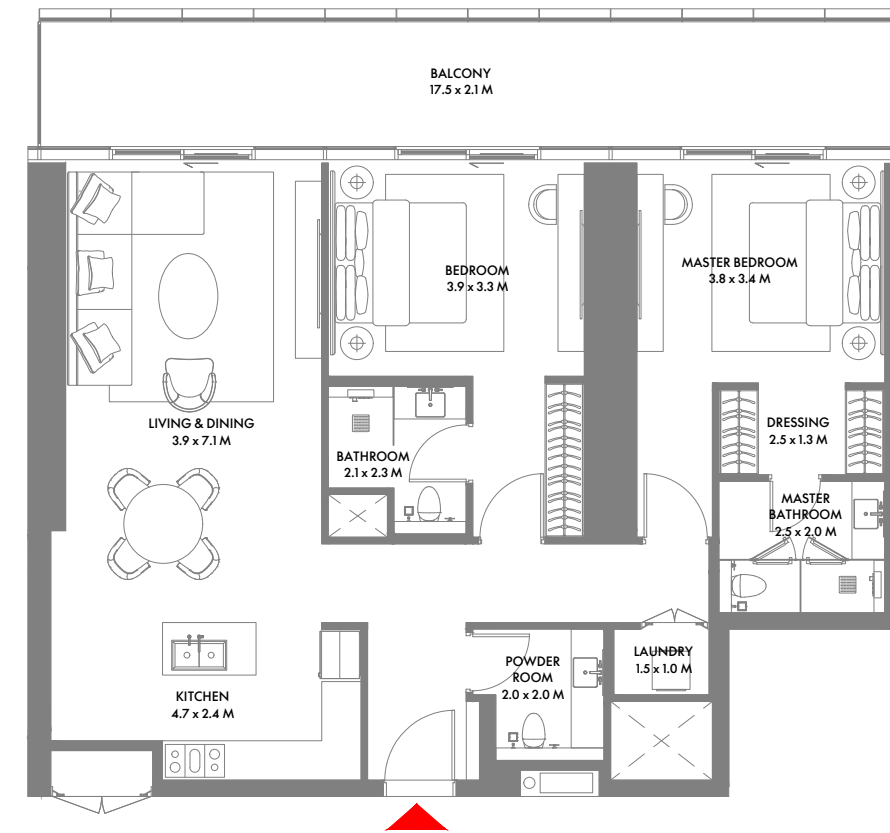 BALCONY
17.5 x 2.1 M
BEDROOM
3.9 x 3.3 M
MASTER BEDROOM
3.8 x 3.4 M
LIVING & DINING
3.9 x 7.1 M
DRESSING
2.5 x 1.3 M
BATHROOM
2.1 x 2.3 M
MASTER
BATHROOM
2.5 x 2.0 M
LAUNDRY
1.5 x 1.0 M
POWDER
ROOM
2.0 x 2.0 M
KITCHEN
4.7 x 2.4 M